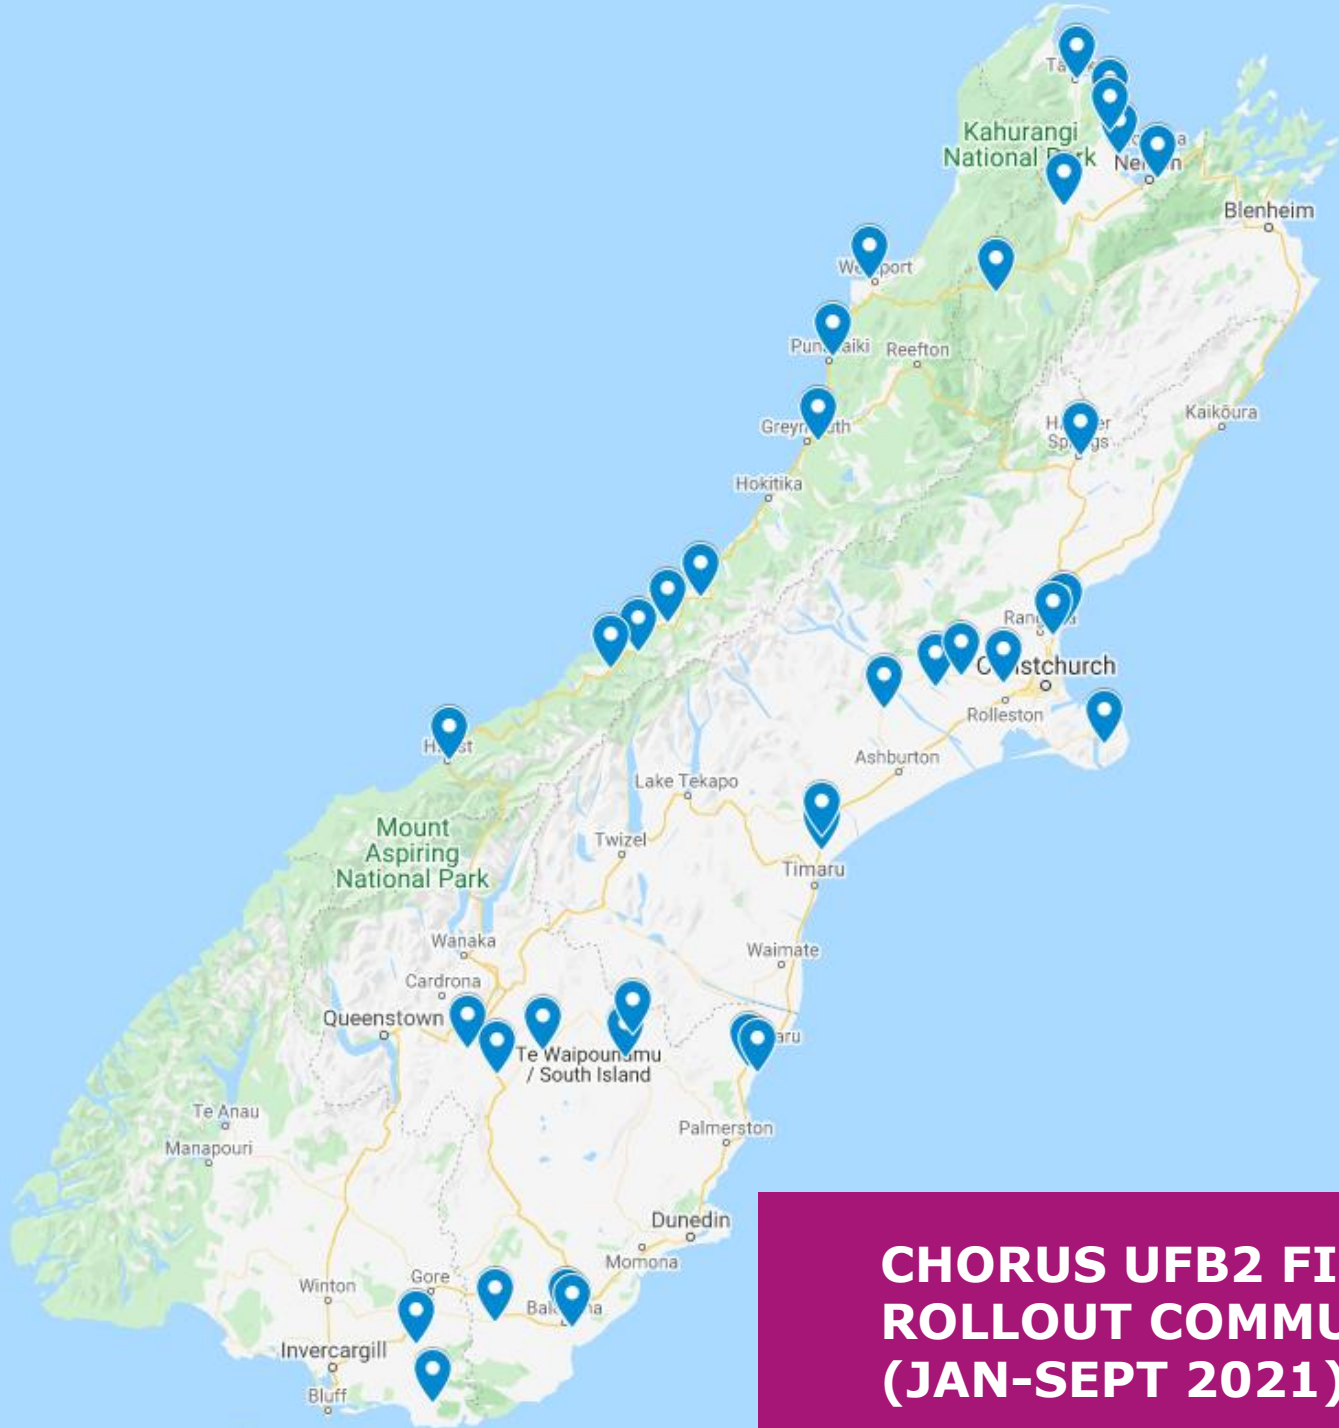 Kahurangi
National Park
Blenheim
Reefton
Kaikōura
Hokitika
Christchurch
Rolleston
Ashburton
Lake Tekapo
Twizel
Mount
Aspiring
National Park
Timaru
Wanaka
Waimate
Cardrona
Queenstown
Te Waipounamu
/ South Island
Te Anau
Manapouri
Palmerston
Dunedin
Momona
Gore
Winton
Invercargill
Bluff
CHORUS UFB2 FI
ROLLOUT COMMU
(JAN-SEPT 2021)